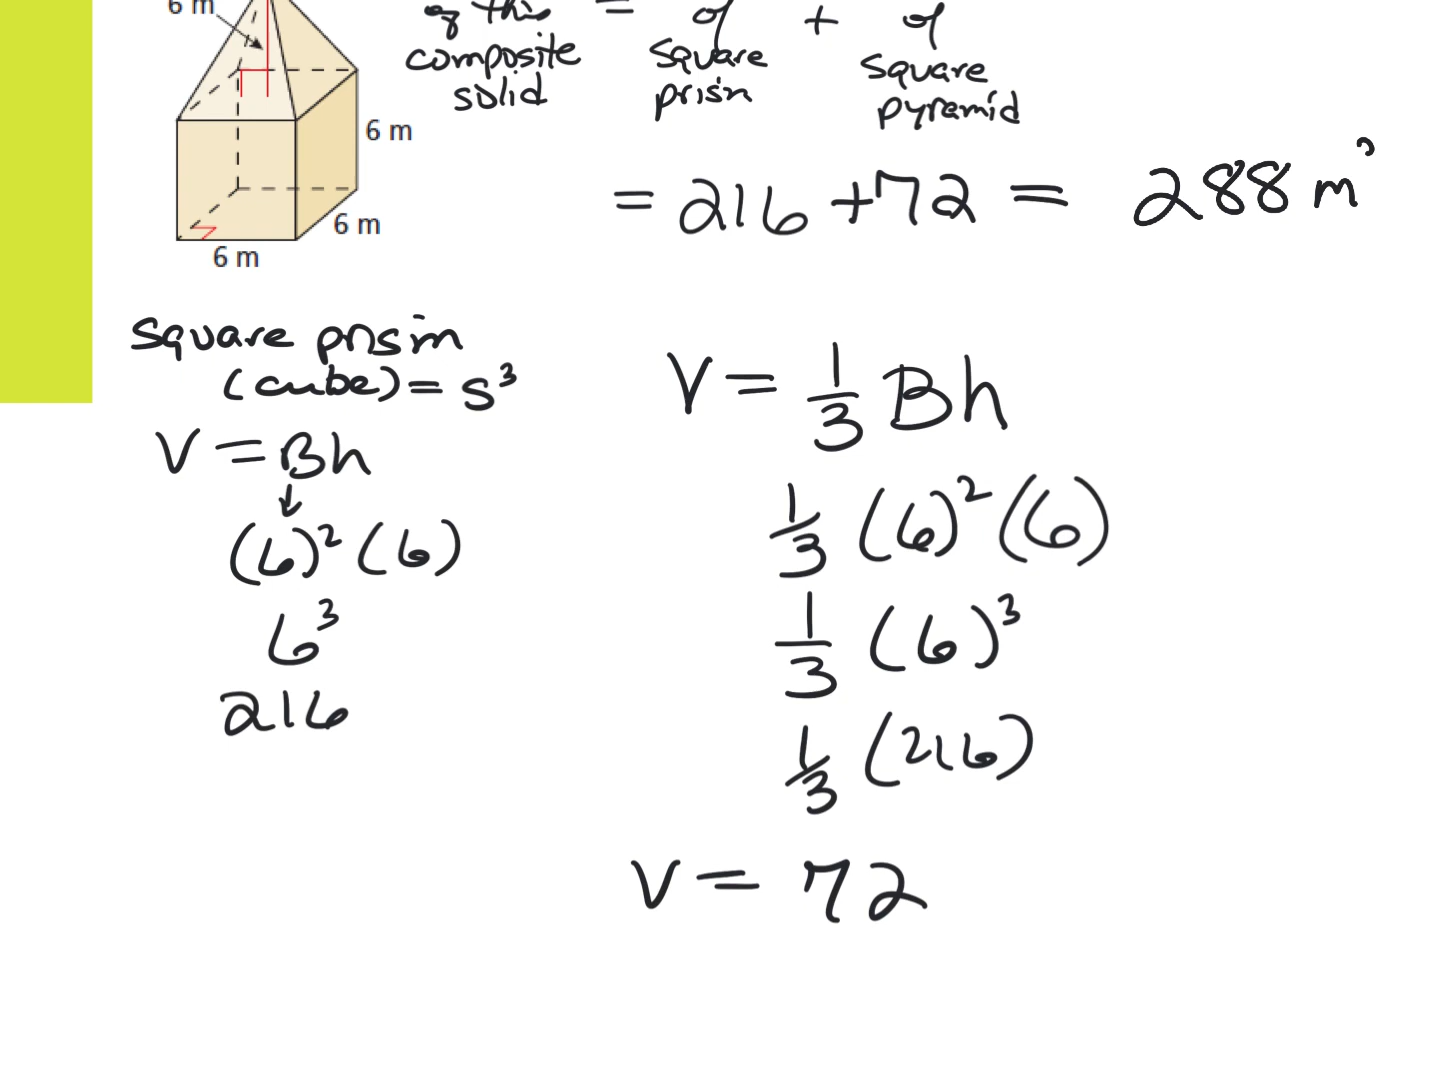 6 m
of this = of + of
composite square square
solid prism pyramid
6 m
= 216 + 72 = 288 m³
6 m
6 m
square prism
(cube) = s³
V = Bh
(6)² (6)
6³
216
V = 1/3 Bh
1/3 (6)² (6)
1/3 (6)³
1/3 (216)
V = 72